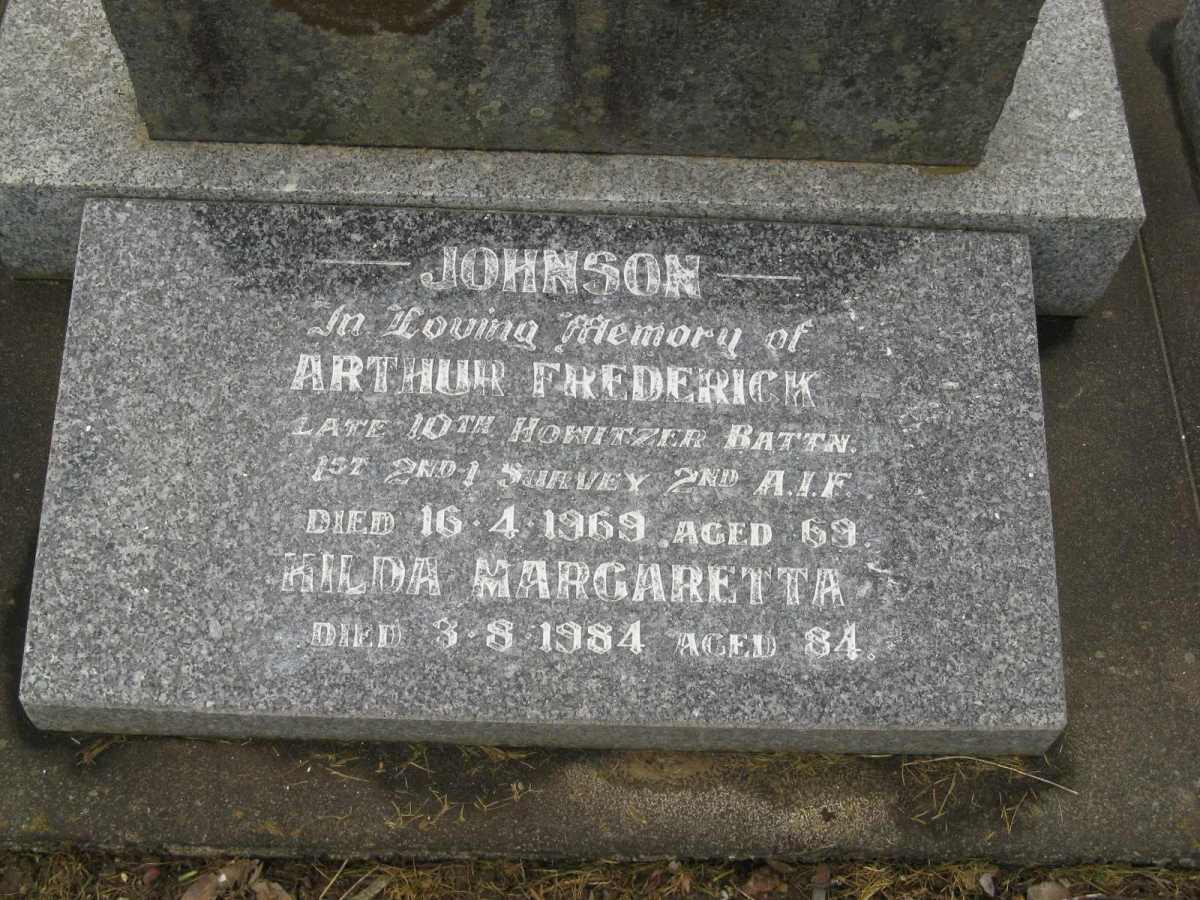 JOHNSON
In Loving Memory of
ARTHUR FREDERICK
LATE 10TH HOWITZER BATTN.
1ST 2ND·1 SURVEY 2ND A.I.F.
DIED 16·4·1969. AGED 69.
HILDA MARGARETTA
DIED 3·8·1984 AGED 84.